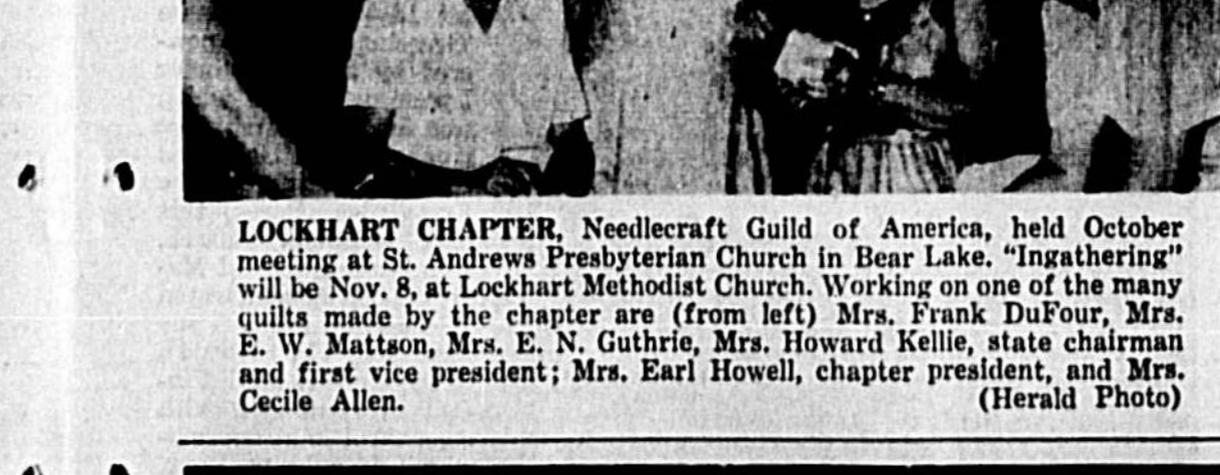 LOCKHART CHAPTER, Needlecraft Guild of America, held October
meeting at St. Andrews Presbyterian Church in Bear Lake. "Ingathering"
will be Nov. 8, at Lockhart Methodist Church. Working on one of the many
quilts made by the chapter are (from left) Mrs. Frank DuFour, Mrs.
E. W. Mattson, Mrs. E. N. Guthrie, Mrs. Howard Kellie, state chairman
and first vice president; Mrs. Earl Howell, chapter president, and Mrs.
Cecile Allen. (Herald Photo)